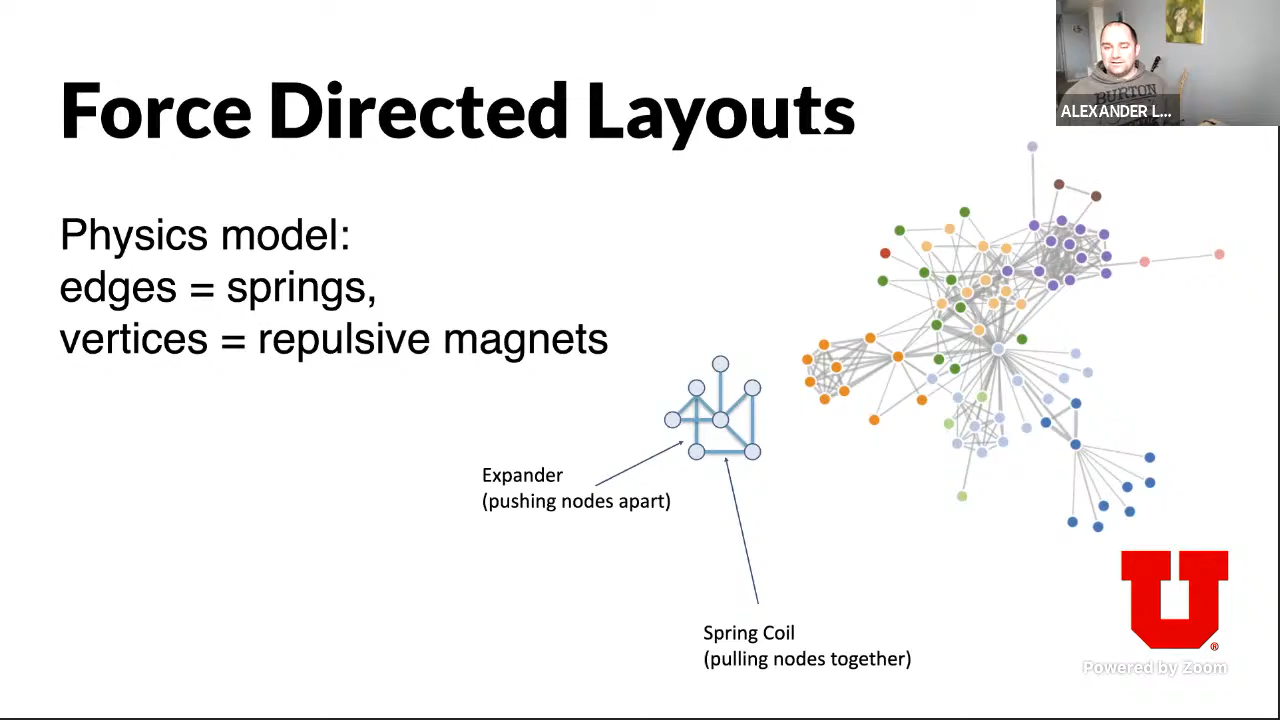 Force Directed Layouts
BURTON
ALEXANDER L...
Physics model:
edges = springs,
vertices = repulsive magnets
Expander
(pushing nodes apart)
Spring Coil
(pulling nodes together)
U
®
Powered by Zoom